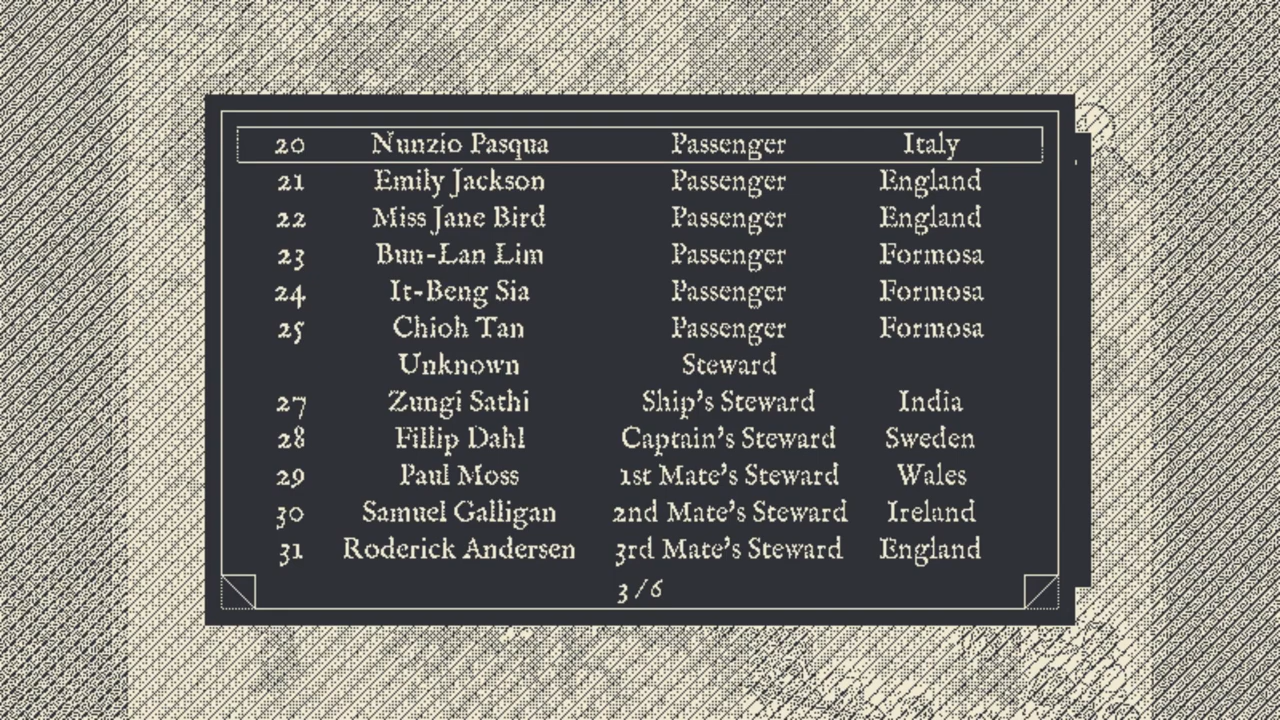 20 Nunzio Pasqua Passenger Italy
21 Emily Jackson Passenger England
22 Miss Jane Bird Passenger England
23 Bun-Lan Lim Passenger Formosa
24 It-Beng Sia Passenger Formosa
25 Chioh Tan Passenger Formosa
Unknown Steward
27 Zungi Sathi Ship's Steward India
28 Fillip Dahl Captain's Steward Sweden
29 Paul Moss 1st Mate's Steward Wales
30 Samuel Galligan 2nd Mate's Steward Ireland
31 Roderick Andersen 3rd Mate's Steward England
3/6